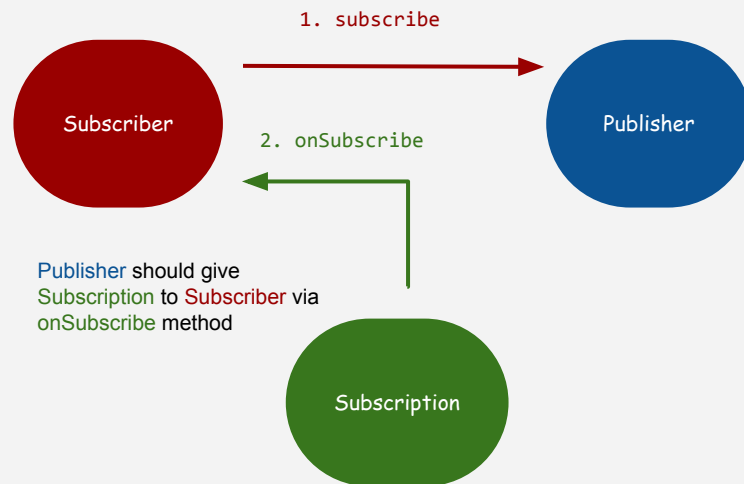 1. subscribe
Subscriber
Publisher
2. onSubscribe
Publisher should give
Subscription to Subscriber via
onSubscribe method
Subscription